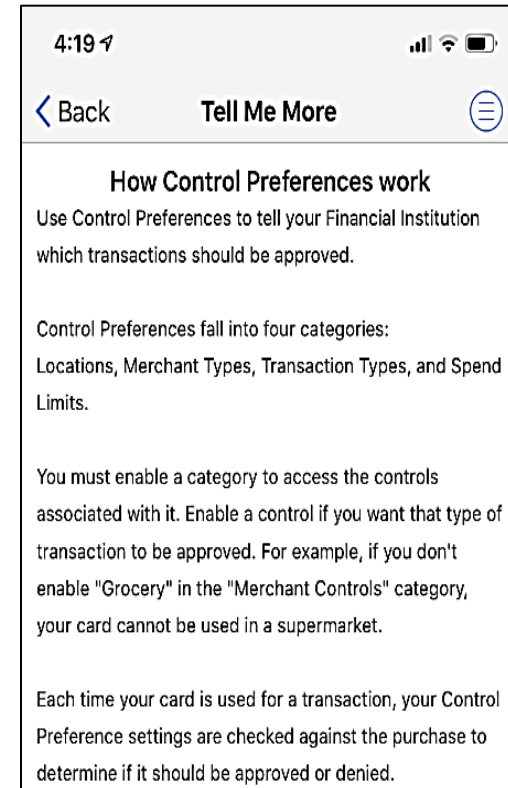 4:19
Back Tell Me More
How Control Preferences work
Use Control Preferences to tell your Financial Institution
which transactions should be approved.
Control Preferences fall into four categories:
Locations, Merchant Types, Transaction Types, and Spend
Limits.
You must enable a category to access the controls
associated with it. Enable a control if you want that type of
transaction to be approved. For example, if you don't
enable "Grocery" in the "Merchant Controls" category,
your card cannot be used in a supermarket.
Each time your card is used for a transaction, your Control
Preference settings are checked against the purchase to
determine if it should be approved or denied.